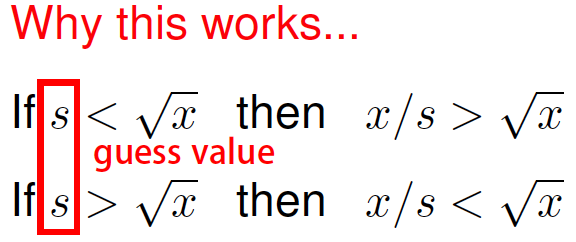 Why this works...
If s < √x then x/s > √x
guess value
If s > √x then x/s < √x